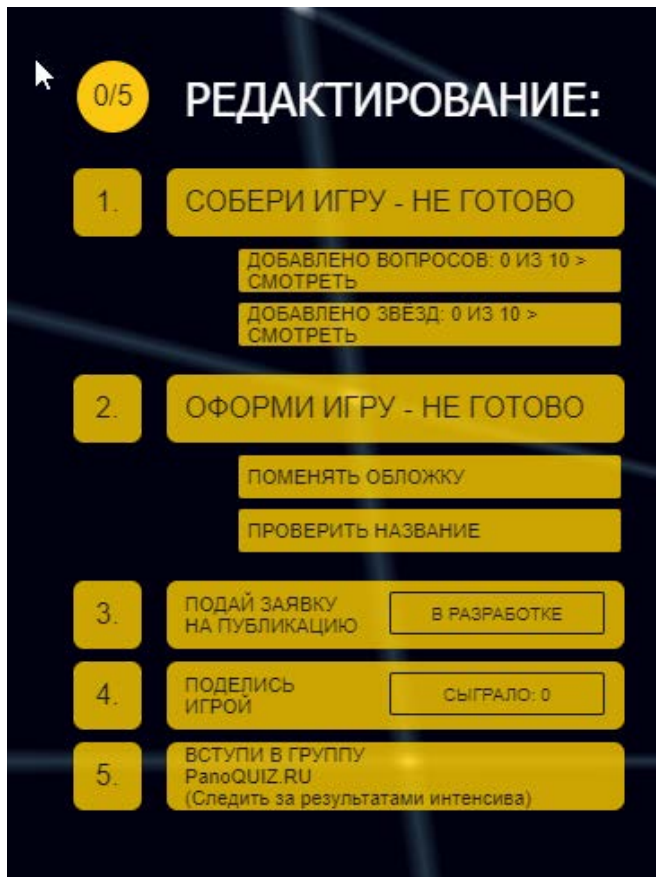 0/5
РЕДАКТИРОВАНИЕ:
1.
СОБЕРИ ИГРУ - НЕ ГОТОВО
ДОБАВЛЕНО ВОПРОСОВ: 0 ИЗ 10 >
СМОТРЕТЬ
ДОБАВЛЕНО ЗВЁЗД: 0 ИЗ 10 >
СМОТРЕТЬ
2.
ОФОРМИ ИГРУ - НЕ ГОТОВО
ПОМЕНЯТЬ ОБЛОЖКУ
ПРОВЕРИТЬ НАЗВАНИЕ
3.
ПОДАЙ ЗАЯВКУ
НА ПУБЛИКАЦИЮ
В РАЗРАБОТКЕ
4.
ПОДЕЛИСЬ
ИГРОЙ
СЫГРАЛО: 0
5.
ВСТУПИ В ГРУППУ
PanoQUIZ.RU
(Следить за результатами интенсива)